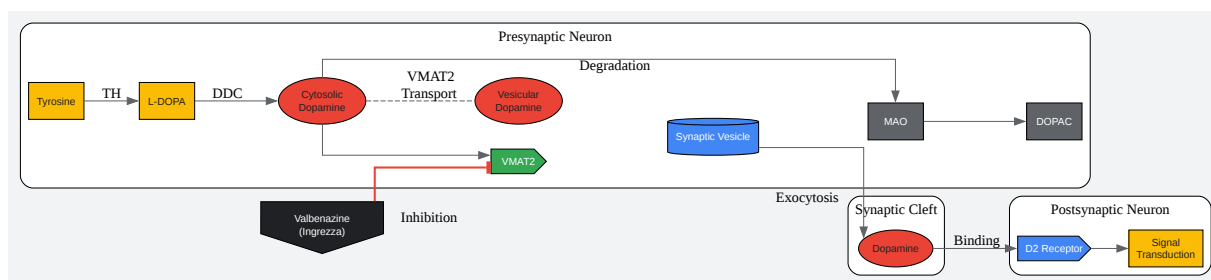 Presynaptic Neuron
Degradation
VMAT2
Transport
Tyrosine
TH
L-DOPA
DDC
Cytosolic
Dopamine
Vesicular
Dopamine
MAO
DOPAC
Synaptic Vesicle
VMAT2
Valbenazine
(Ingrezza)
Inhibition
Exocytosis
Synaptic Cleft
Dopamine
Binding
Postsynaptic Neuron
D2 Receptor
Signal
Transduction